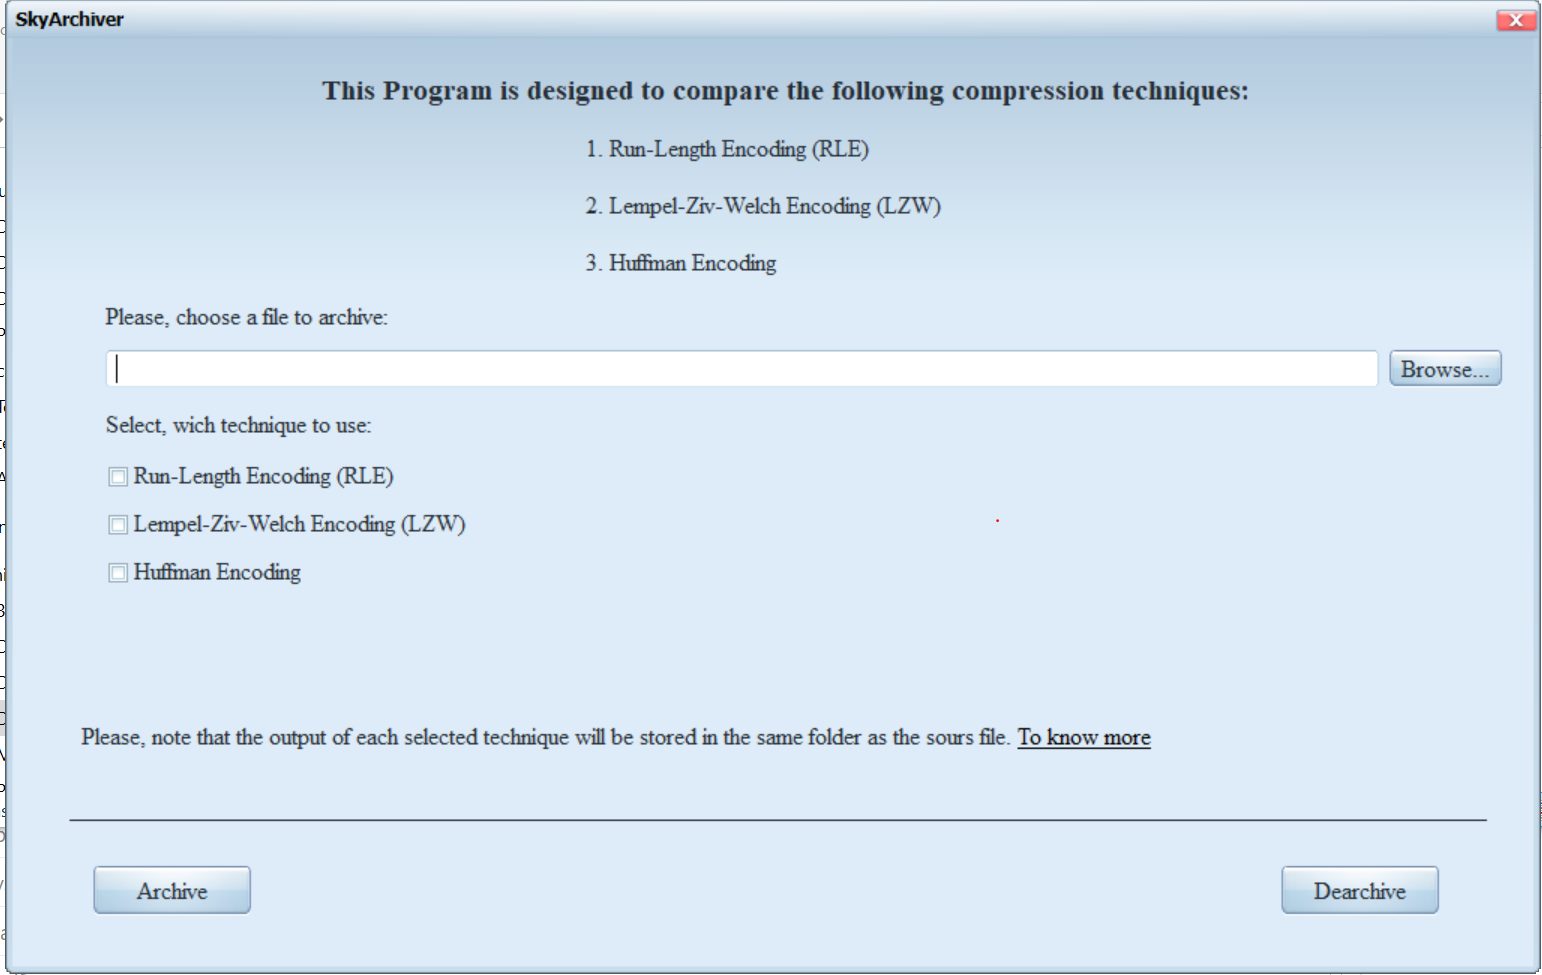 SkyArchiver
This Program is designed to compare the following compression techniques:
1. Run-Length Encoding (RLE)
2. Lempel-Ziv-Welch Encoding (LZW)
3. Huffman Encoding
Please, choose a file to archive:
Browse...
Select, wich technique to use:
Run-Length Encoding (RLE)
Lempel-Ziv-Welch Encoding (LZW)
Huffman Encoding
Please, note that the output of each selected technique will be stored in the same folder as the sours file. To know more
Archive
Dearchive